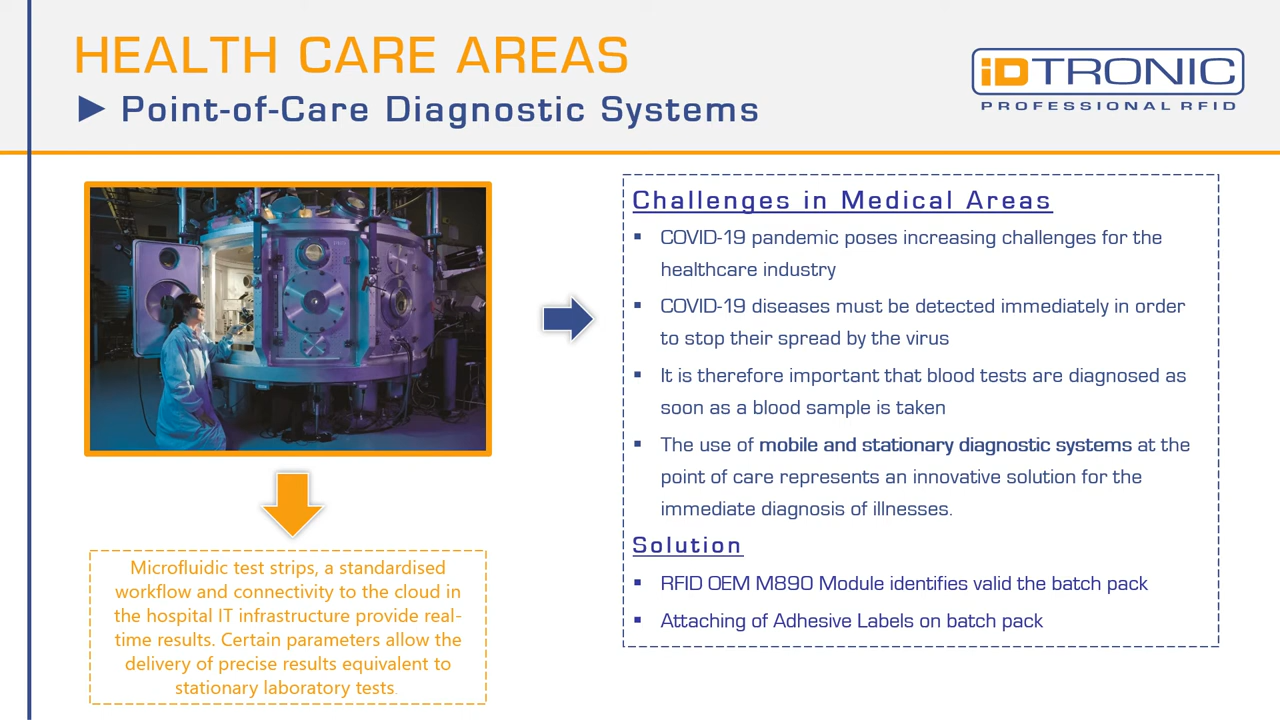 HEALTH CARE AREAS
► Point-of-Care Diagnostic Systems
iDTRONIC
PROFESSIONAL RFID
Challenges in Medical Areas
▪ COVID-19 pandemic poses increasing challenges for the
healthcare industry
▪ COVID-19 diseases must be detected immediately in order
to stop their spread by the virus
▪ It is therefore important that blood tests are diagnosed as
soon as a blood sample is taken
▪ The use of mobile and stationary diagnostic systems at the
point of care represents an innovative solution for the
immediate diagnosis of illnesses.
Solution
▪ RFID OEM M890 Module identifies valid the batch pack
▪ Attaching of Adhesive Labels on batch pack
Microfluidic test strips, a standardised
workflow and connectivity to the cloud in
the hospital IT infrastructure provide real-
time results. Certain parameters allow the
delivery of precise results equivalent to
stationary laboratory tests.